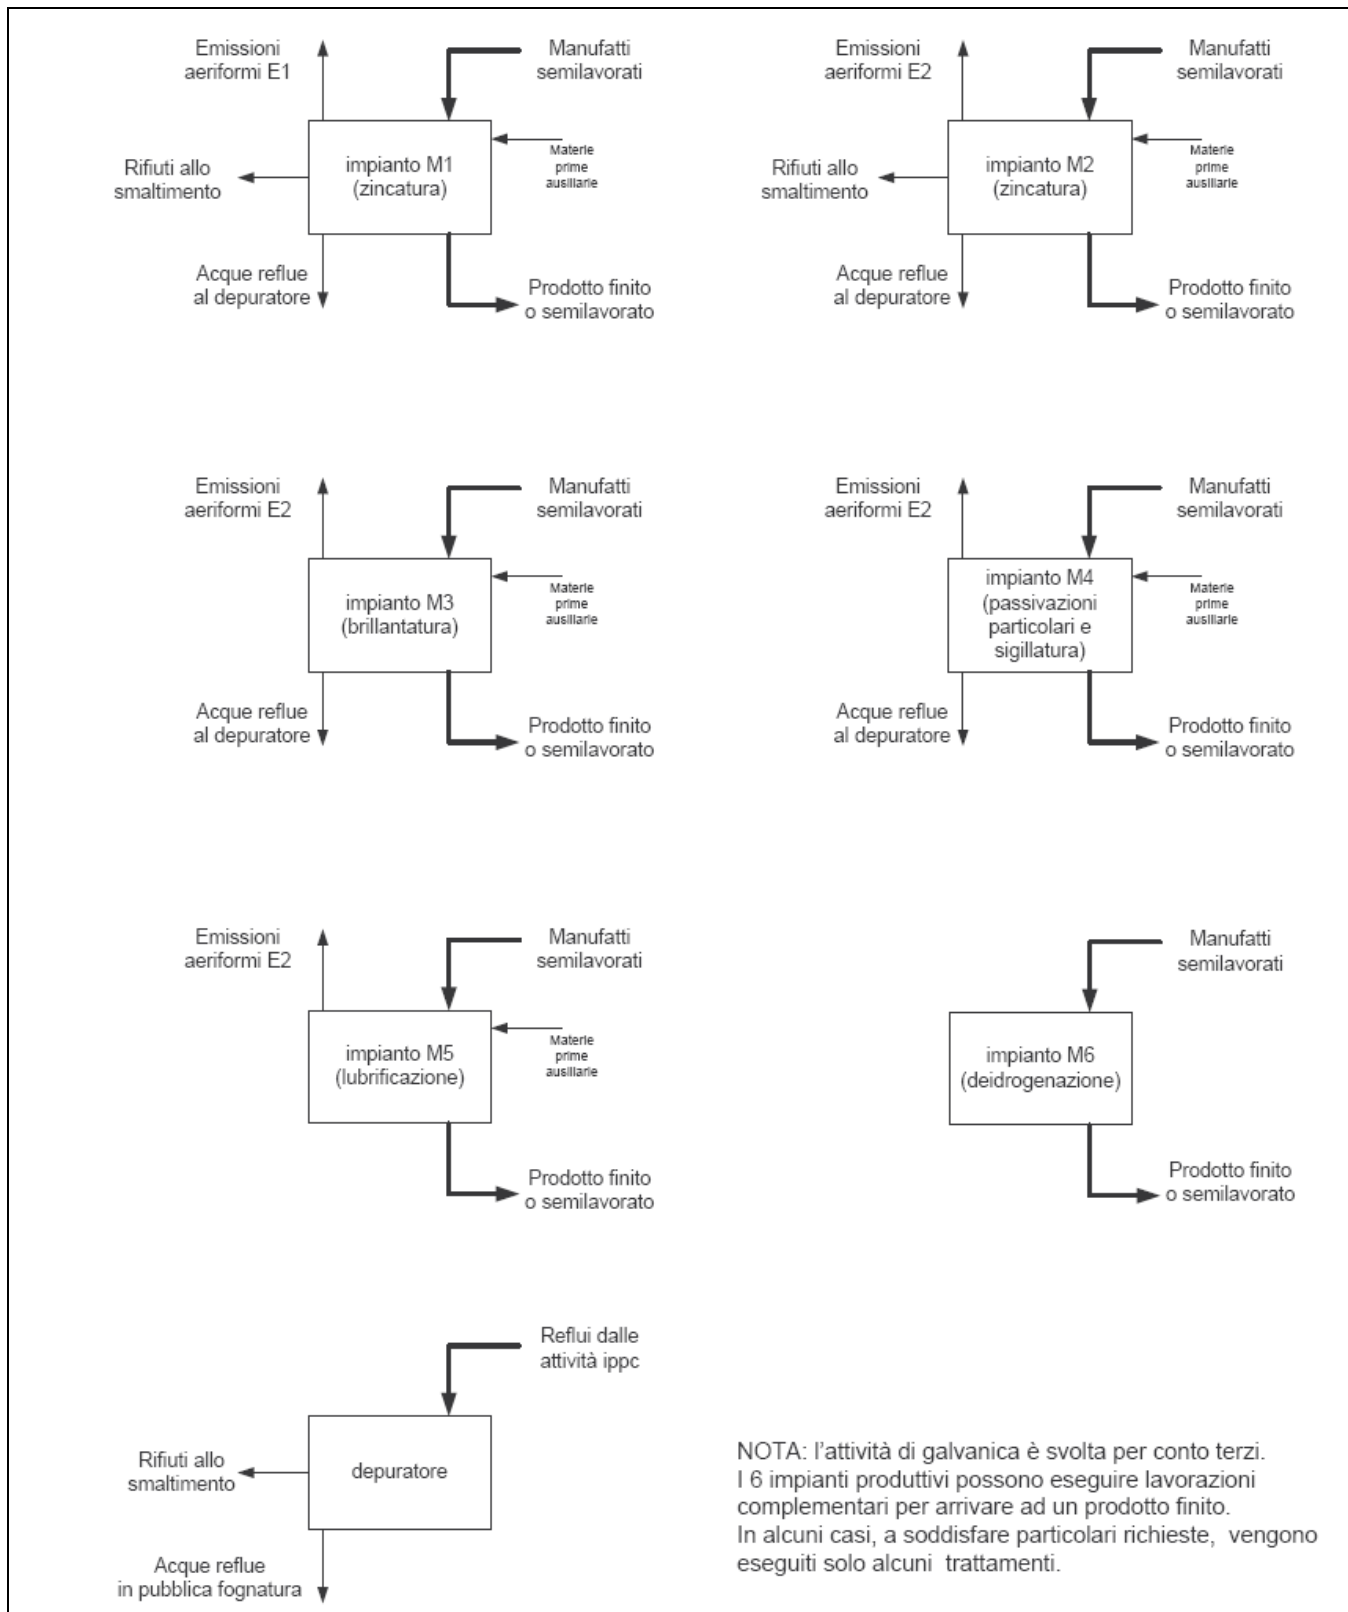 Emissioni
aeriformi E1
Manufatti
semilavorati
Rifiuti allo
smaltimento
impianto M1
(zincatura)
Materie
prime
ausiliarie
Acque reflue
al depuratore
Prodotto finito
o semilavorato
Emissioni
aeriformi E2
Manufatti
semilavorati
Rifiuti allo
smaltimento
impianto M2
(zincatura)
Materie
prime
ausiliarie
Acque reflue
al depuratore
Prodotto finito
o semilavorato
Emissioni
aeriformi E2
Manufatti
semilavorati
impianto M3
(brillantatura)
Materie
prime
ausiliarie
Acque reflue
al depuratore
Prodotto finito
o semilavorato
Emissioni
aeriformi E2
Manufatti
semilavorati
impianto M4
(passivazioni
particolari e
sigillatura)
Materie
prime
ausiliarie
Acque reflue
al depuratore
Prodotto finito
o semilavorato
Emissioni
aeriformi E2
Manufatti
semilavorati
impianto M5
(lubrificazione)
Materie
prime
ausiliarie
Prodotto finito
o semilavorato
Manufatti
semilavorati
impianto M6
(deidrogenazione)
Prodotto finito
o semilavorato
Reflui dalle
attività ippc
Rifiuti allo
smaltimento
depuratore
Acque reflue
in pubblica fognatura
NOTA: l'attività di galvanica è svolta per conto terzi.
I 6 impianti produttivi possono eseguire lavorazioni
complementari per arrivare ad un prodotto finito.
In alcuni casi, a soddisfare particolari richieste, vengono
eseguiti solo alcuni trattamenti.